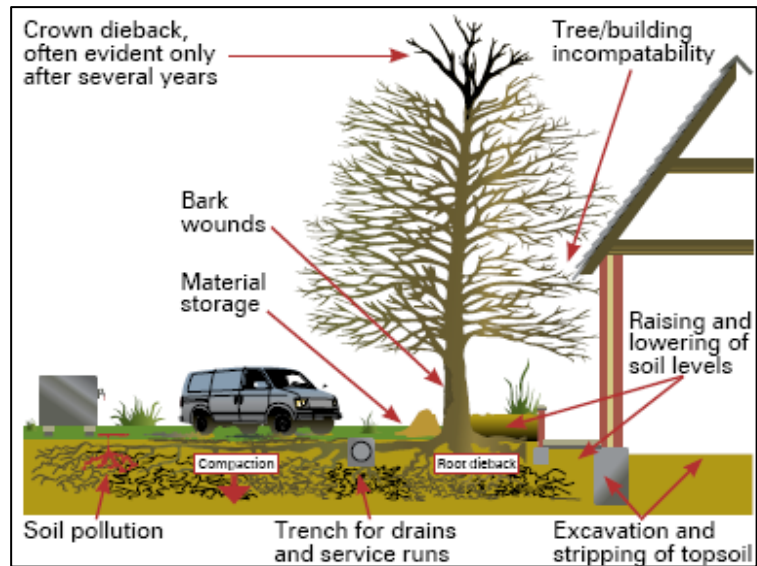 Crown dieback,
often evident only
after several years
Tree/building
incompatability
Bark
wounds
Material
storage
Raising and
lowering of
soil levels
Compaction
Root dieback
Soil pollution
Trench for drains
and service runs
Excavation and
stripping of topsoil